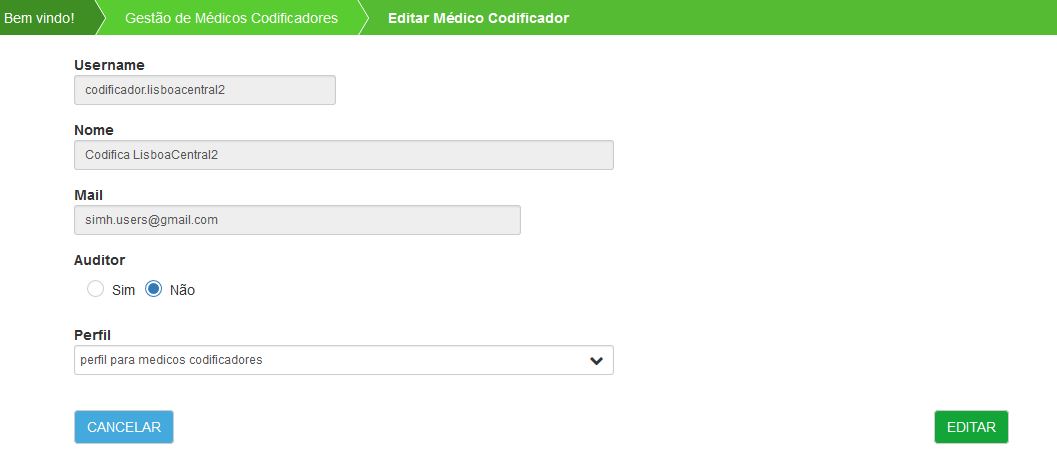 Bem vindo! Gestão de Médicos Codificadores Editar Médico Codificador
Username
codificador.lisboacentral2
Nome
Codifica LisboaCentral2
Mail
simh.users@gmail.com
Auditor
Sim Não
Perfil
perfil para medicos codificadores
CANCELAR EDITAR